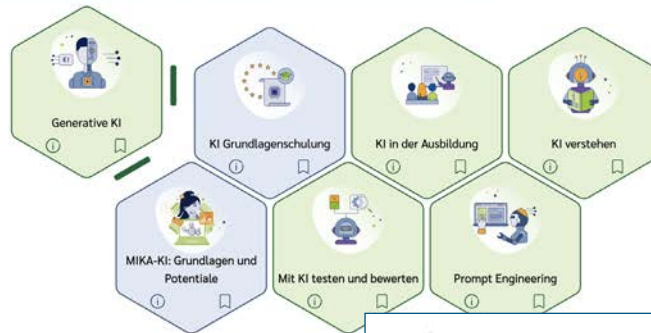 Generative KI
KI Grundlagenschulung
KI in der Ausbildung
KI verstehen
MIKA-KI: Grundlagen und
Potentiale
Mit KI testen und bewerten
Prompt Engineering